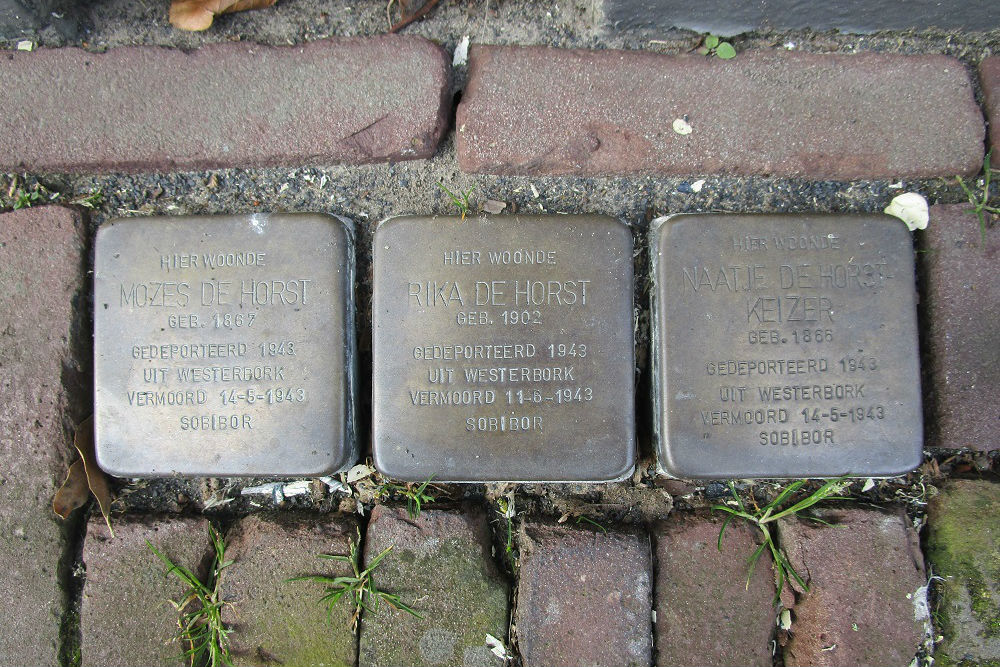 HIER WOONDE
MOZES DE HORST
GEB. 1867
GEDEPORTEERD 1943
UIT WESTERBORK
VERMOORD 14-5-1943
SOBIBOR
HIER WOONDE
RIKA DE HORST
GEB. 1902
GEDEPORTEERD 1943
UIT WESTERBORK
VERMOORD 11-6-1943
SOBIBOR
HIER WOONDE
NAATJE DE HORST-
KEIZER
GEB. 1866
GEDEPORTEERD 1943
UIT WESTERBORK
VERMOORD 14-5-1943
SOBIBOR